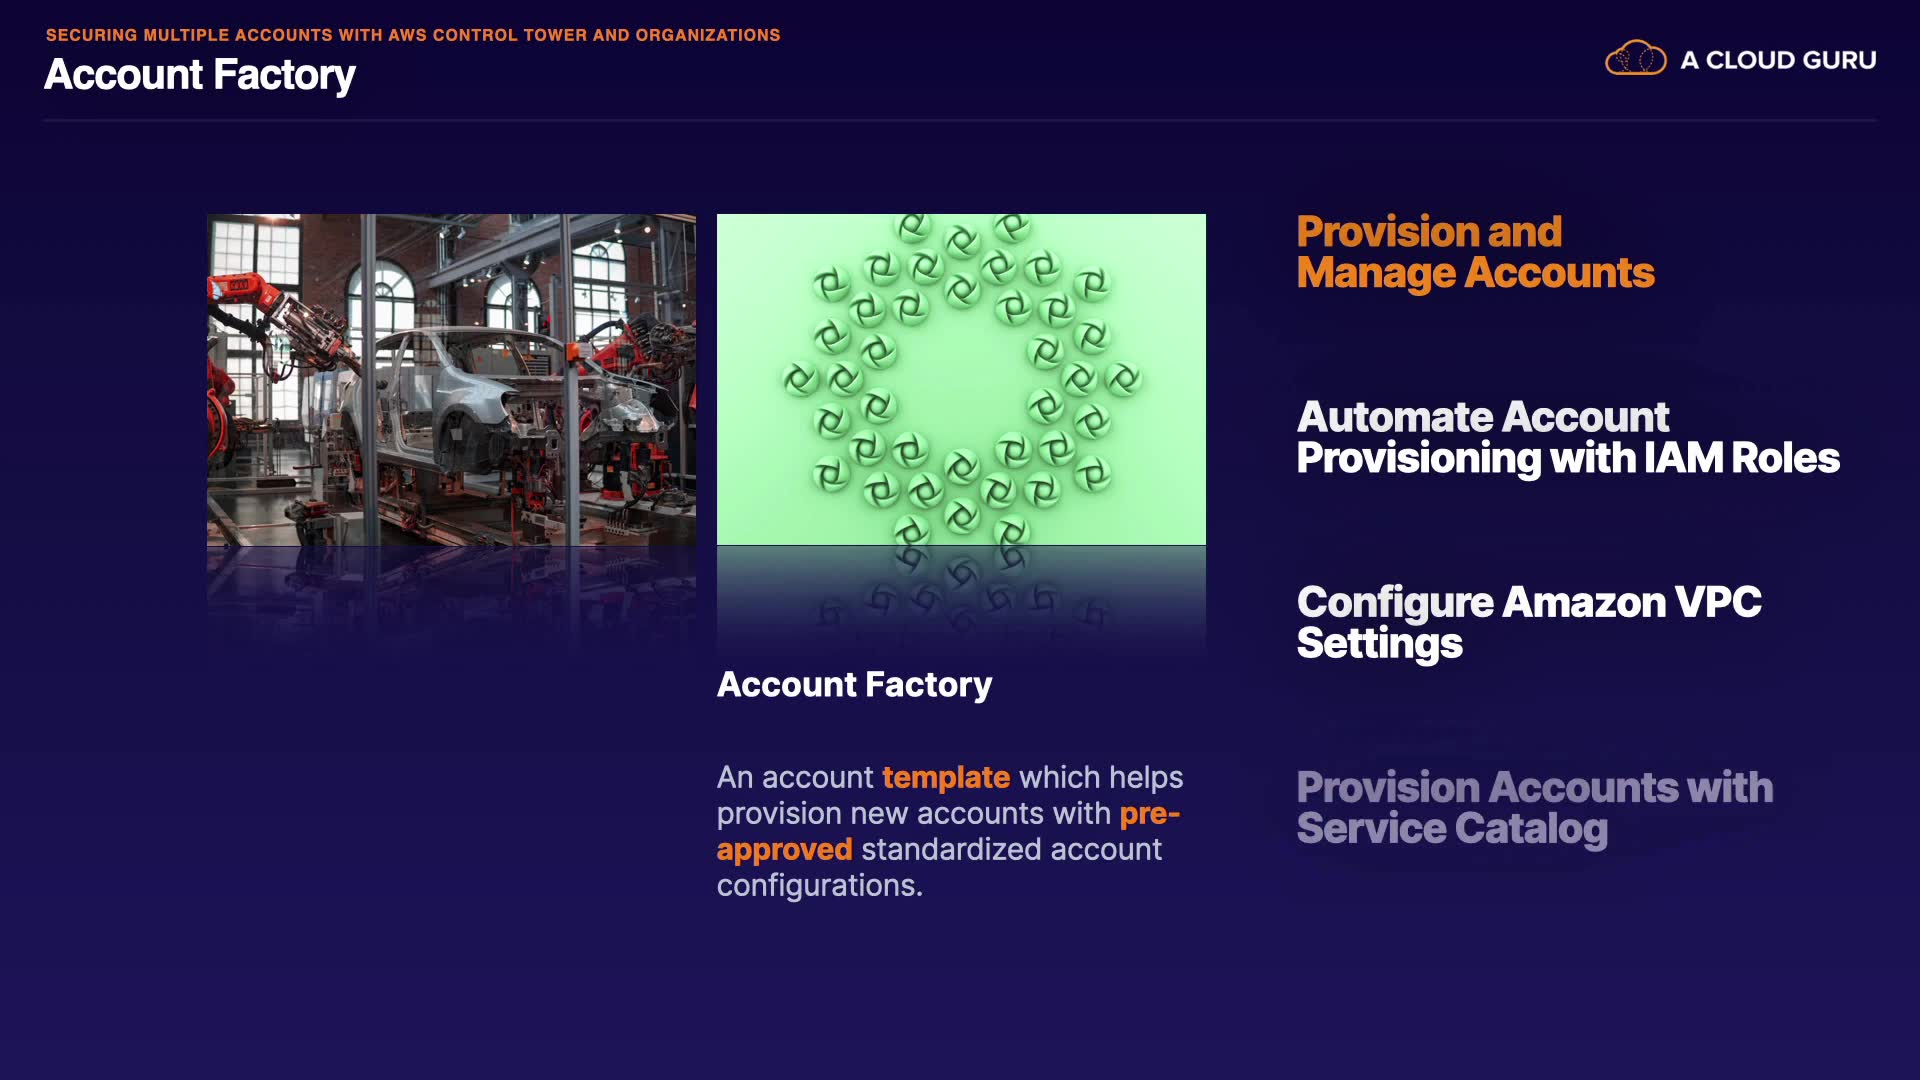 SECURING MULTIPLE ACCOUNTS WITH AWS CONTROL TOWER AND ORGANIZATIONS
Account Factory
A CLOUD GURU
Account Factory
An account template which helps
provision new accounts with pre-
approved standardized account
configurations.
Provision and
Manage Accounts
Automate Account
Provisioning with IAM Roles
Configure Amazon VPC
Settings
Provision Accounts with
Service Catalog